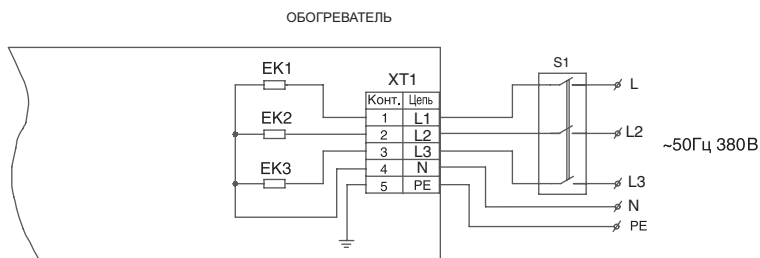 ОБОГРЕВАТЕЛЬ
EK1
EK2
EK3
XT1
Конт. Цепь
1 L1
2 L2
3 L3
4 N
5 PE
S1
L
L2
L3
N
PE
~50Гц 380В